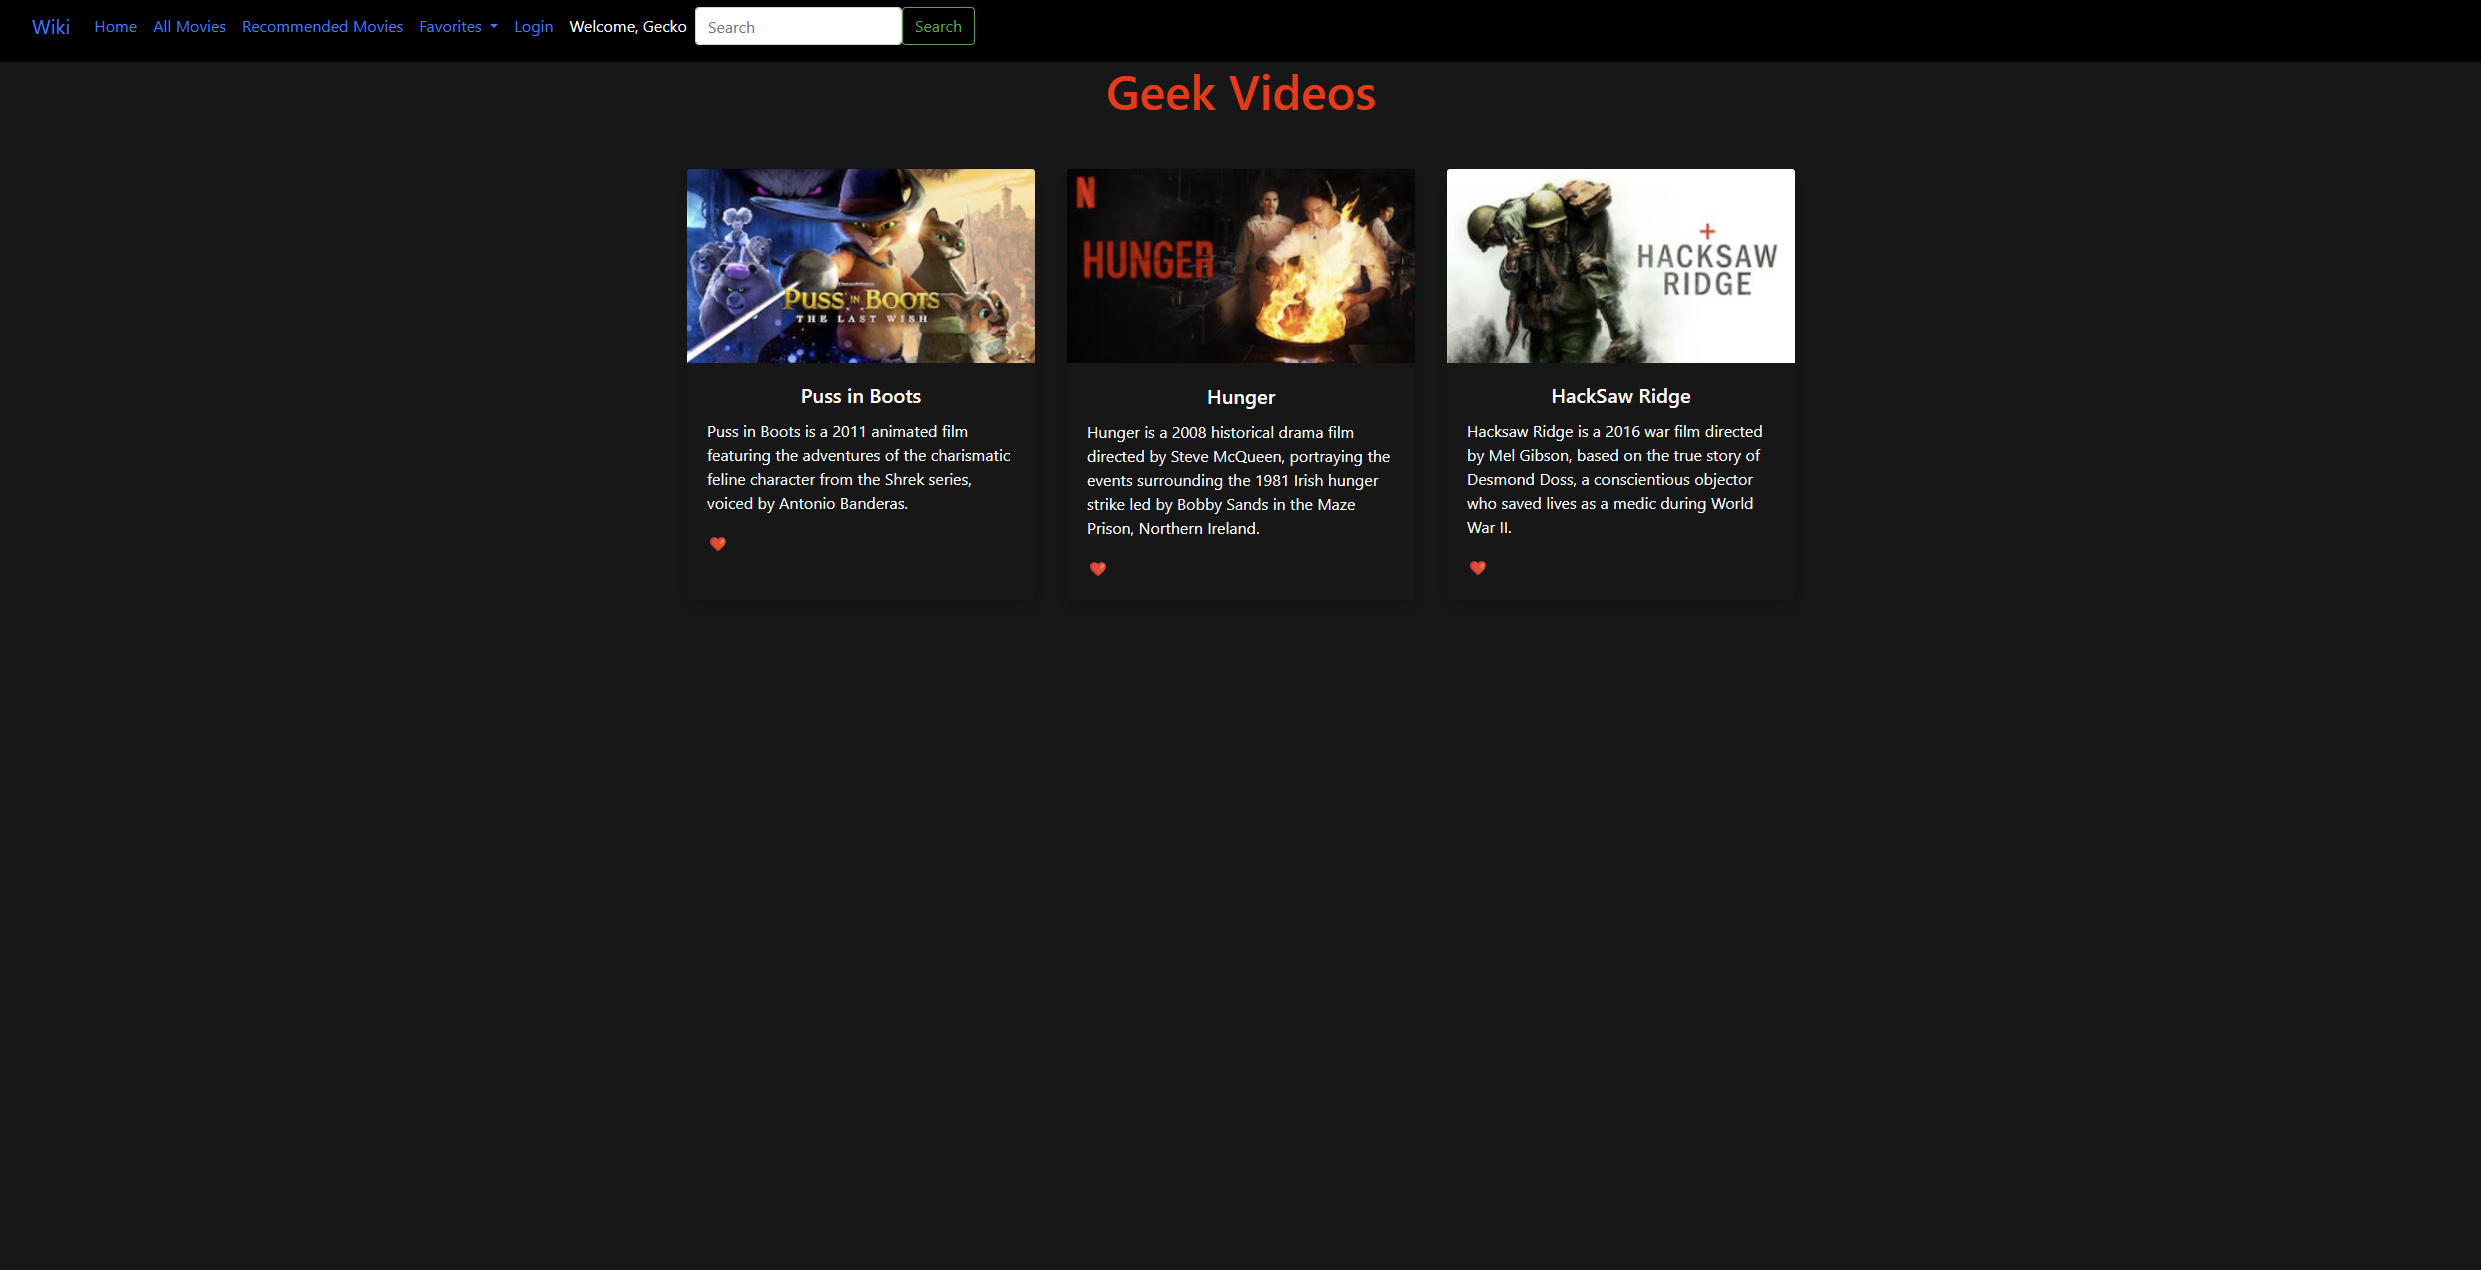 Wiki Home All Movies Recommended Movies Favorites Login Welcome, Gecko Search Search
Geek Videos
PUSS IN BOOTS
THE LAST WISH
Puss in Boots
Puss in Boots is a 2011 animated film
featuring the adventures of the charismatic
feline character from the Shrek series,
voiced by Antonio Banderas.
N
HUNGER
Hunger
Hunger is a 2008 historical drama film
directed by Steve McQueen, portraying the
events surrounding the 1981 Irish hunger
strike led by Bobby Sands in the Maze
Prison, Northern Ireland.
HACKSAW
RIDGE
HackSaw Ridge
Hacksaw Ridge is a 2016 war film directed
by Mel Gibson, based on the true story of
Desmond Doss, a conscientious objector
who saved lives as a medic during World
War II.